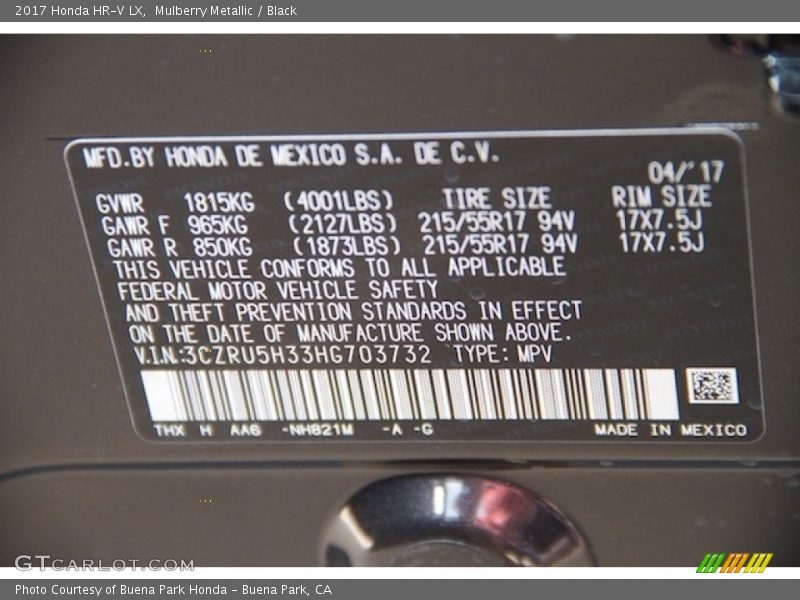 2017 Honda HR-V LX, Mulberry Metallic / Black
MFD.BY HONDA DE MEXICO S.A. DE C.V.
04/'17
GVWR 1815KG (4001LBS) TIRE SIZE RIM SIZE
GAWR F 965KG (2127LBS) 215/55R17 94V 17X7.5J
GAWR R 850KG (1873LBS) 215/55R17 94V 17X7.5J
THIS VEHICLE CONFORMS TO ALL APPLICABLE
FEDERAL MOTOR VEHICLE SAFETY
AND THEFT PREVENTION STANDARDS IN EFFECT
ON THE DATE OF MANUFACTURE SHOWN ABOVE.
V.I.N:3CZRU5H33HG703732 TYPE: MPV
THX H AA6 -NH821M -A -G MADE IN MEXICO
GTCARLOT.COM
Photo Courtesy of Buena Park Honda - Buena Park, CA